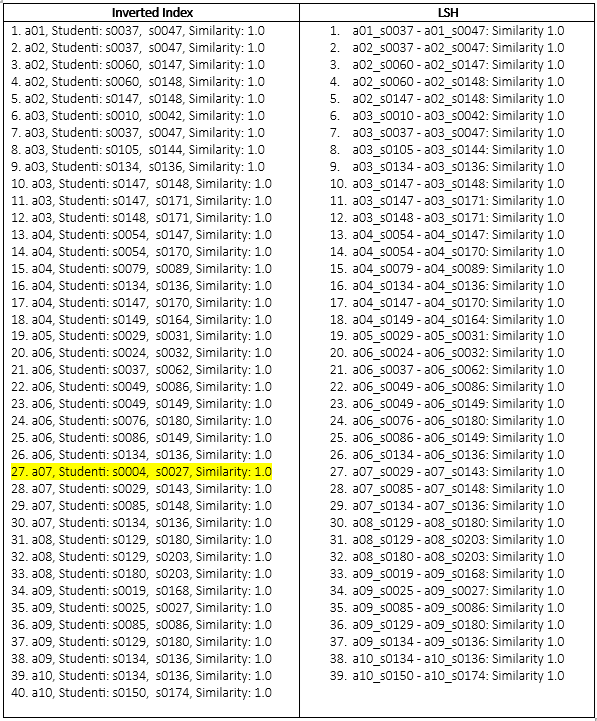 Inverted Index
1. a01, Studenti: s0037, s0047, Similarity: 1.0
2. a02, Studenti: s0037, s0047, Similarity: 1.0
3. a02, Studenti: s0060, s0147, Similarity: 1.0
4. a02, Studenti: s0060, s0148, Similarity: 1.0
5. a02, Studenti: s0147, s0148, Similarity: 1.0
6. a03, Studenti: s0010, s0042, Similarity: 1.0
7. a03, Studenti: s0037, s0047, Similarity: 1.0
8. a03, Studenti: s0105, s0144, Similarity: 1.0
9. a03, Studenti: s0134, s0136, Similarity: 1.0
10. a03, Studenti: s0147, s0148, Similarity: 1.0
11. a03, Studenti: s0147, s0171, Similarity: 1.0
12. a03, Studenti: s0148, s0171, Similarity: 1.0
13. a04, Studenti: s0054, s0147, Similarity: 1.0
14. a04, Studenti: s0054, s0170, Similarity: 1.0
15. a04, Studenti: s0079, s0089, Similarity: 1.0
16. a04, Studenti: s0134, s0136, Similarity: 1.0
17. a04, Studenti: s0147, s0170, Similarity: 1.0
18. a04, Studenti: s0149, s0164, Similarity: 1.0
19. a05, Studenti: s0029, s0031, Similarity: 1.0
20. a06, Studenti: s0024, s0032, Similarity: 1.0
21. a06, Studenti: s0037, s0062, Similarity: 1.0
22. a06, Studenti: s0049, s0086, Similarity: 1.0
23. a06, Studenti: s0049, s0149, Similarity: 1.0
24. a06, Studenti: s0076, s0180, Similarity: 1.0
25. a06, Studenti: s0086, s0149, Similarity: 1.0
26. a06, Studenti: s0134, s0136, Similarity: 1.0
27. a07, Studenti: s0004, s0027, Similarity: 1.0
28. a07, Studenti: s0029, s0143, Similarity: 1.0
29. a07, Studenti: s0085, s0148, Similarity: 1.0
30. a07, Studenti: s0134, s0136, Similarity: 1.0
31. a08, Studenti: s0129, s0180, Similarity: 1.0
32. a08, Studenti: s0129, s0203, Similarity: 1.0
33. a08, Studenti: s0180, s0203, Similarity: 1.0
34. a09, Studenti: s0019, s0168, Similarity: 1.0
35. a09, Studenti: s0025, s0027, Similarity: 1.0
36. a09, Studenti: s0085, s0086, Similarity: 1.0
37. a09, Studenti: s0129, s0180, Similarity: 1.0
38. a09, Studenti: s0134, s0136, Similarity: 1.0
39. a10, Studenti: s0134, s0136, Similarity: 1.0
40. a10, Studenti: s0150, s0174, Similarity: 1.0
LSH
1. a01_s0037 - a01_s0047: Similarity 1.0
2. a02_s0037 - a02_s0047: Similarity 1.0
3. a02_s0060 - a02_s0147: Similarity 1.0
4. a02_s0060 - a02_s0148: Similarity 1.0
5. a02_s0147 - a02_s0148: Similarity 1.0
6. a03_s0010 - a03_s0042: Similarity 1.0
7. a03_s0037 - a03_s0047: Similarity 1.0
8. a03_s0105 - a03_s0144: Similarity 1.0
9. a03_s0134 - a03_s0136: Similarity 1.0
10. a03_s0147 - a03_s0148: Similarity 1.0
11. a03_s0147 - a03_s0171: Similarity 1.0
12. a03_s0148 - a03_s0171: Similarity 1.0
13. a04_s0054 - a04_s0147: Similarity 1.0
14. a04_s0054 - a04_s0170: Similarity 1.0
15. a04_s0079 - a04_s0089: Similarity 1.0
16. a04_s0134 - a04_s0136: Similarity 1.0
17. a04_s0147 - a04_s0170: Similarity 1.0
18. a04_s0149 - a04_s0164: Similarity 1.0
19. a05_s0029 - a05_s0031: Similarity 1.0
20. a06_s0024 - a06_s0032: Similarity 1.0
21. a06_s0037 - a06_s0062: Similarity 1.0
22. a06_s0049 - a06_s0086: Similarity 1.0
23. a06_s0049 - a06_s0149: Similarity 1.0
24. a06_s0076 - a06_s0180: Similarity 1.0
25. a06_s0086 - a06_s0149: Similarity 1.0
26. a06_s0134 - a06_s0136: Similarity 1.0
27. a07_s0029 - a07_s0143: Similarity 1.0
28. a07_s0085 - a07_s0148: Similarity 1.0
29. a07_s0134 - a07_s0136: Similarity 1.0
30. a08_s0129 - a08_s0180: Similarity 1.0
31. a08_s0129 - a08_s0203: Similarity 1.0
32. a08_s0180 - a08_s0203: Similarity 1.0
33. a09_s0019 - a09_s0168: Similarity 1.0
34. a09_s0025 - a09_s0027: Similarity 1.0
35. a09_s0085 - a09_s0086: Similarity 1.0
36. a09_s0129 - a09_s0180: Similarity 1.0
37. a09_s0134 - a09_s0136: Similarity 1.0
38. a10_s0134 - a10_s0136: Similarity 1.0
39. a10_s0150 - a10_s0174: Similarity 1.0